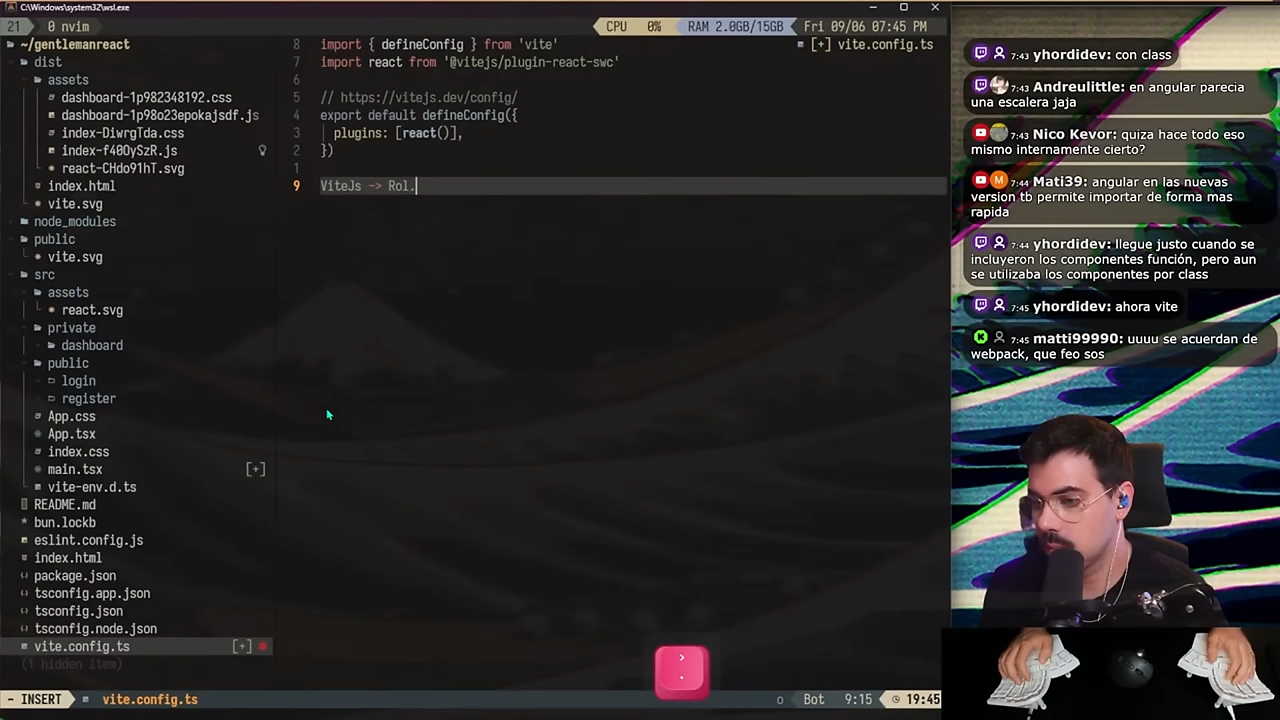 C:\Windows\system32\wsl.exe
21 0 nvim
CPU 0% RAM 2.0GB/15GB Fri 09/06 07:45 PM
~/gentlemanreact
dist
assets
dashboard-1p982348192.css
dashboard-1p98o23epokajsdf.js
index-DiwrgTda.css
index-f40OySzR.js
react-CHdo91hT.svg
index.html
vite.svg
node_modules
public
vite.svg
src
assets
react.svg
private
dashboard
public
login
register
App.css
App.tsx
index.css
main.tsx [+]
vite-env.d.ts
README.md
bun.lockb
eslint.config.js
index.html
package.json
tsconfig.app.json
tsconfig.json
tsconfig.node.json
vite.config.ts [+]
(1 hidden item)
8 import { defineConfig } from 'vite'
[+] vite.config.ts
7 import react from '@vitejs/plugin-react-swc'
6
5 // https://vitejs.dev/config/
4 export default defineConfig({
3 plugins: [react()],
2 })
1
9 ViteJs -> Rol.
7:43 yhordidev: con class
7:43 Andreulittle: en angular parecia
una escalera jaja
7:43 Nico Kevor: quiza hace todo eso
mismo internamente cierto?
M 7:44 Mati39: angular en las nuevas
version tb permite importar de forma mas
rapida
7:44 yhordidev: llegue justo cuando se
incluyeron los componentes función, pero aun
se utilizaba los componentes por class
7:45 yhordidev: ahora vite
7:45 matti99990: uuuu se acuerdan de
webpack, que feo sos
>
.
~ INSERT vite.config.ts
Bot 9:15 19:45